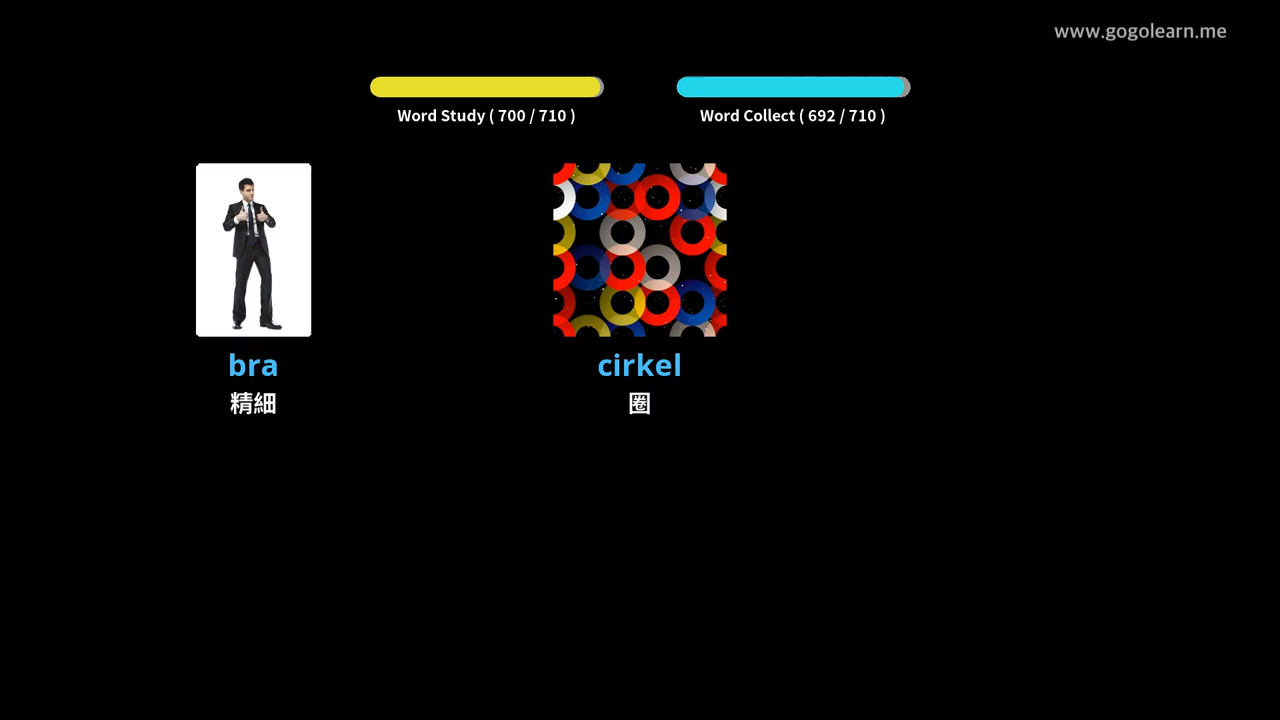 www.gogolearn.me
Word Study ( 700 / 710 )
Word Collect ( 692 / 710 )
bra
cirkel
精細
圈